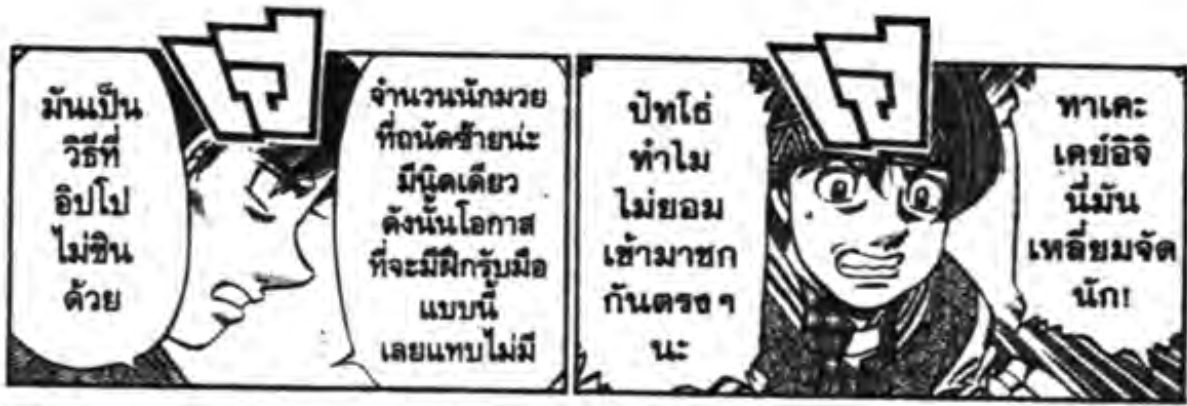 ทาเคะ
เคย์อิจิ
นี่มัน
เหลี่ยมจัด
นัก!
ปัทโธ่
ทำไม
ไม่ยอม
เข้ามาชก
กันตรงๆ
นะ
จำนวนนักมวย
ที่ถนัดซ้ายน่ะ
มีนิดเดียว
ดังนั้นโอกาส
ที่จะมีฝึกรับมือ
แบบนี้
เลยแทบไม่มี
มันเป็น
วิธีที่
อิปโป
ไม่ชิน
ด้วย